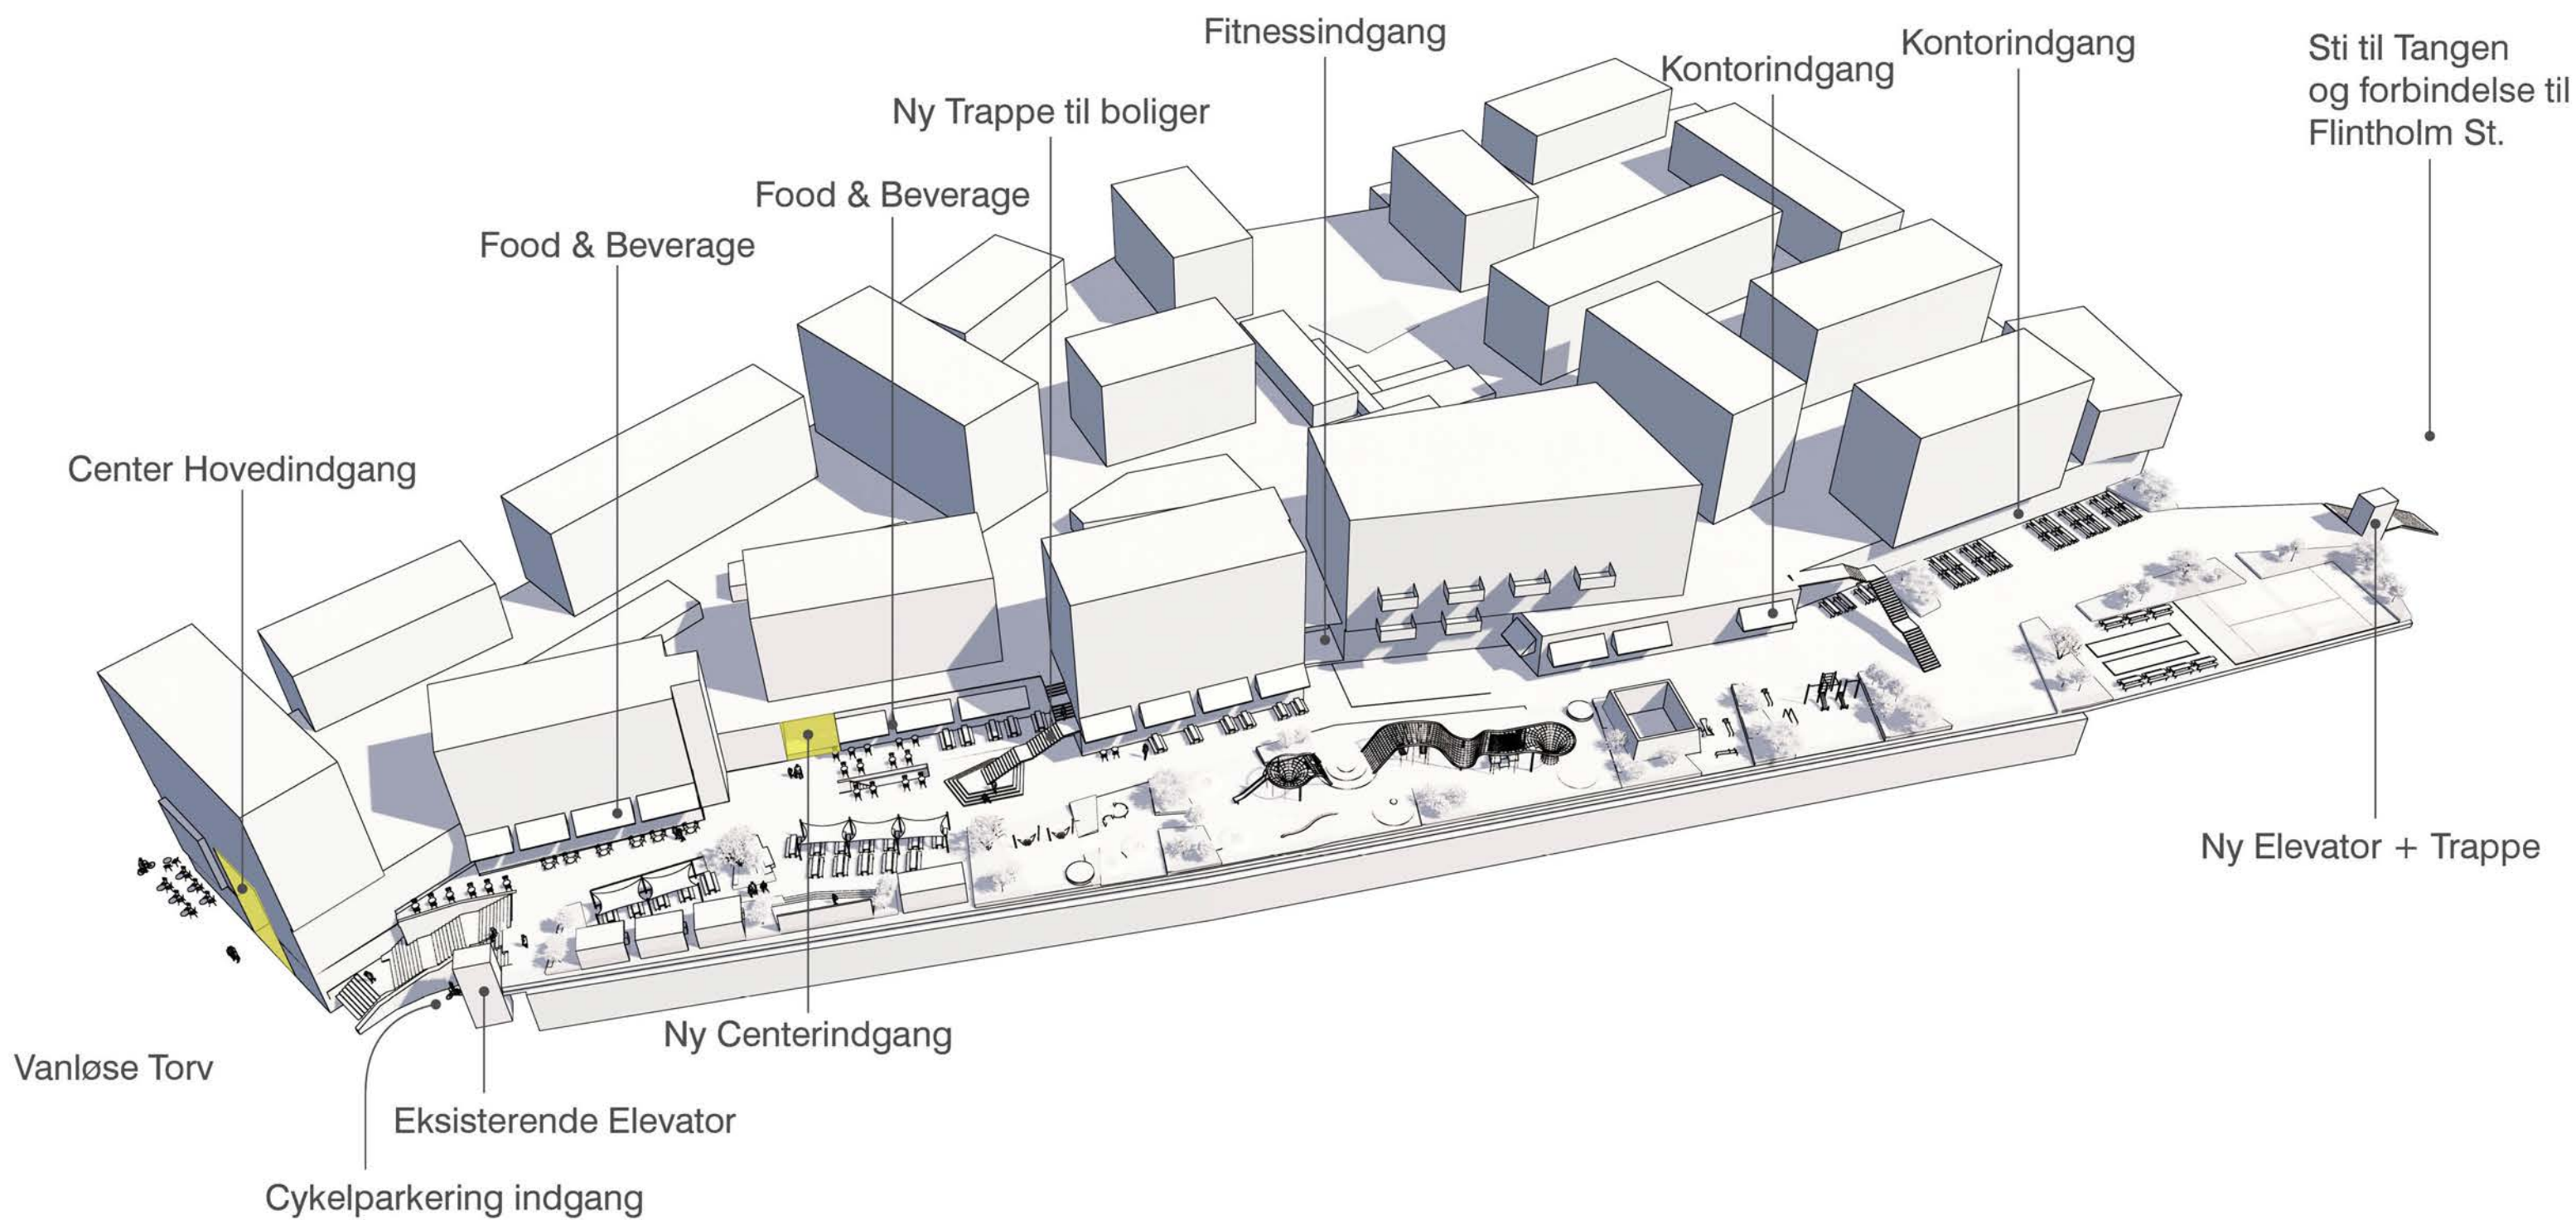 Fitnessindgang
Kontorindgang
Kontorindgang
Sti til Tangen
og forbindelse til
Flintholm St.
Ny Trappe til boliger
Food & Beverage
Food & Beverage
Center Hovedindgang
Ny Elevator + Trappe
Ny Centerindgang
Vanløse Torv
Eksisterende Elevator
Cykelparkering indgang